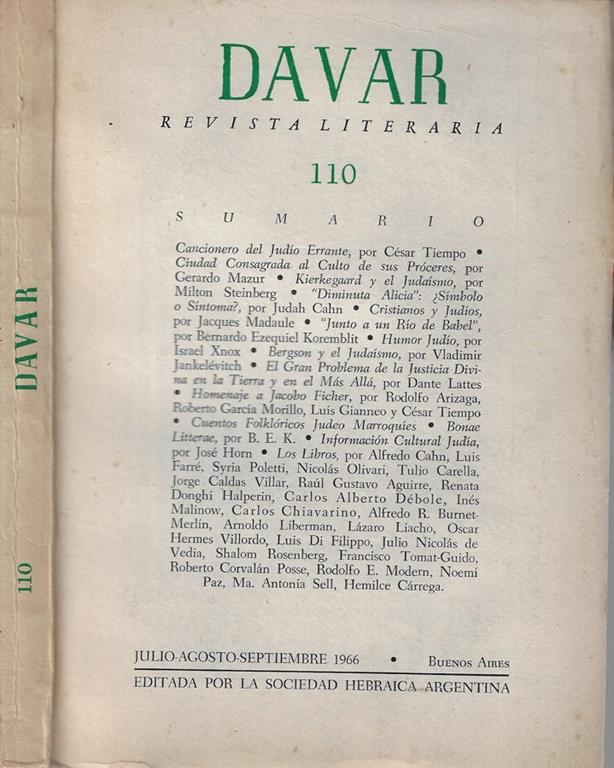 DAVAR
REVISTA LITERARIA
110
SUMARIO
Cancionero del Judío Errante, por César Tiempo •
Ciudad Consagrada al Culto de sus Próceres, por
Gerardo Mazur • Kierkegaard y el Judaísmo, por
Milton Steinberg • "Diminuta Alicia": ¿Símbolo
o Síntoma?, por Judah Cahn • Cristianos y Judíos,
por Jacques Madaule • "Junto a un Río de Babel",
por Bernardo Ezequiel Koremblit • Humor Judío, por
Israel Xnox • Bergson y el Judaísmo, por Vladimir
Jankelévitch • El Gran Problema de la Justicia Divi-
na en la Tierra y en el Más Allá, por Dante Lattes
• Homenaje a Jacobo Ficher, por Rodolfo Arizaga,
Roberto García Morillo, Luis Gianneo y César Tiempo
• Cuentos Folklóricos Judeo Marroquíes • Bonae
Litterae, por B. E. K. • Información Cultural Judía,
por José Horn • Los Libros, por Alfredo Cahn, Luis
Farré, Syria Poletti, Nicolás Olivari, Tulio Carella,
Jorge Caldas Villar, Raúl Gustavo Aguirre, Renata
Donghi Halperin, Carlos Alberto Débole, Inés
Malinow, Carlos Chiavarino, Alfredo R. Burnet-
Merlín, Arnoldo Liberman, Lázaro Liacho, Oscar
Hermes Villordo, Luis Di Filippo, Julio Nicolás de
Vedia, Shalom Rosenberg, Francisco Tomat-Guido,
Roberto Corvalán Posse, Rodolfo E. Modern, Noemí
Paz, Ma. Antonia Sell, Hemilce Cárrega.
JULIO-AGOSTO-SEPTIEMBRE 1966 • BUENOS AIRES
EDITADA POR LA SOCIEDAD HEBRAICA ARGENTINA
DAVAR
110